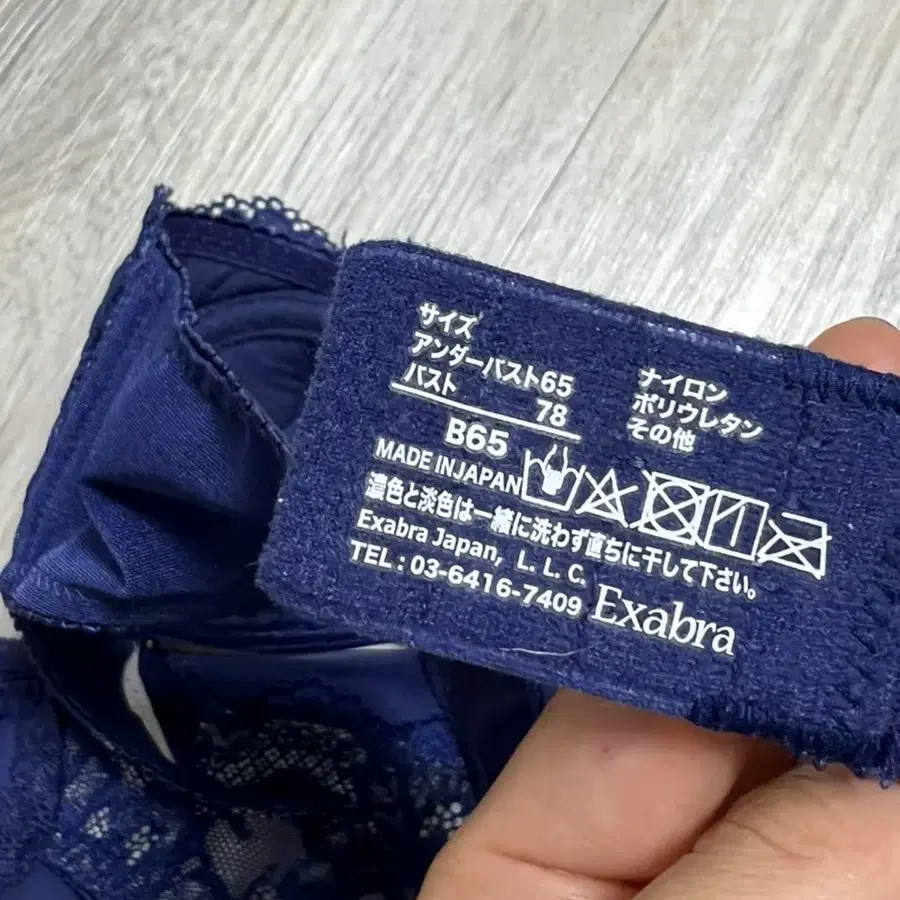 サイズ
アンダーバスト65
バスト 78
B65
ナイロン
ポリウレタン
その他
MADE INJAPAN
濃色と淡色は一緒に洗わず直ちに干して下さい。
Exabra Japan, L. L. C.
TEL : 03-6416-7409
Exabra